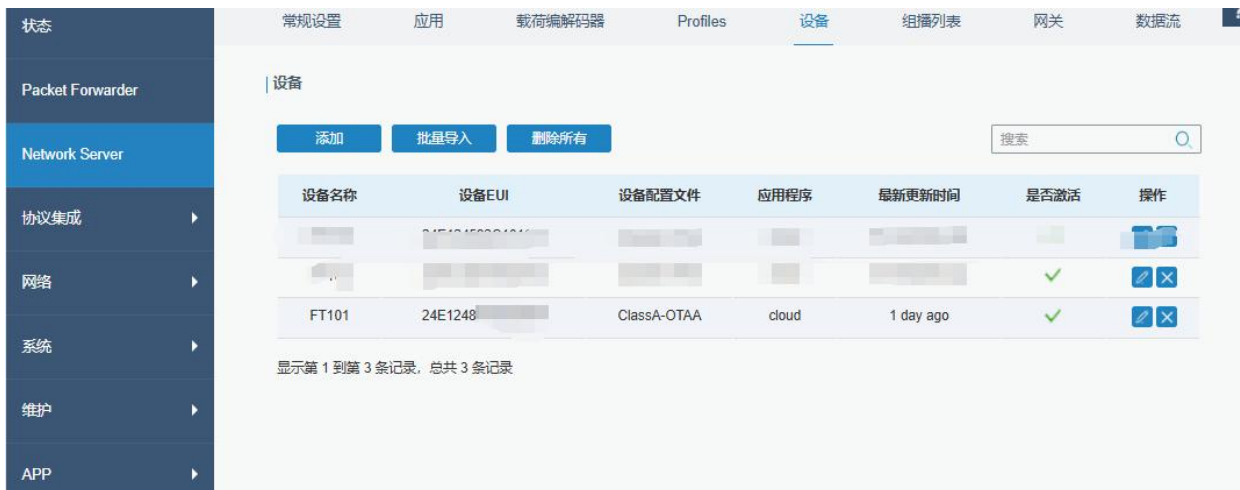 状态
Packet Forwarder
Network Server
协议集成
网络
系统
维护
APP
常规设置 应用 载荷编解码器 Profiles 设备 组播列表 网关 数据流
设备
添加 批量导入 删除所有 搜索
设备名称 设备EUI 设备配置文件 应用程序 最新更新时间 是否激活 操作
FT101 24E1248 ClassA-OTAA cloud 1 day ago
显示第 1 到第 3 条记录, 总共 3 条记录